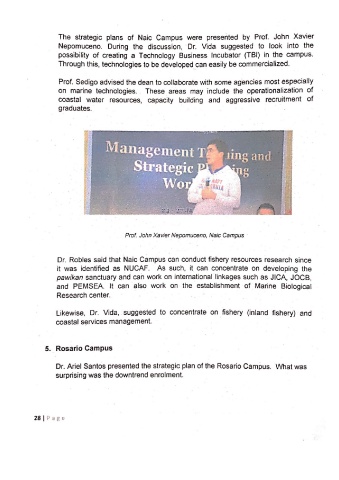 The strategic plans of Naic Campus were presented by Prof. John Xavier
Nepomuceno. During the discussion, Dr. Vida suggested to look into the
possibility of creating a Technology Business Incubator (TBI) in the campus.
Through this, technologies to be developed can easily be commercialized.
Prof. Sedigo advised the dean to collaborate with some agencies most especially
on marine technologies. These areas may include the operationalization of
coastal water resources, capacity building and aggressive recruitment of
graduates.
Management T ining and
Strategic P ing
Wor
Prof. John Xavier Nepomuceno, Naic Campus
Dr. Robles said that Naic Campus can conduct fishery resources research since
it was identified as NUCAF. As such, it can concentrate on developing the
pawikan sanctuary and can work on international linkages such as JICA, JOCB,
and PEMSEA. It can also work on the establishment of Marine Biological
Research center.
Likewise, Dr. Vida, suggested to concentrate on fishery (inland fishery) and
coastal services management.
5. Rosario Campus
Dr. Ariel Santos presented the strategic plan of the Rosario Campus. What was
surprising was the downtrend enrolment.
28 | Page